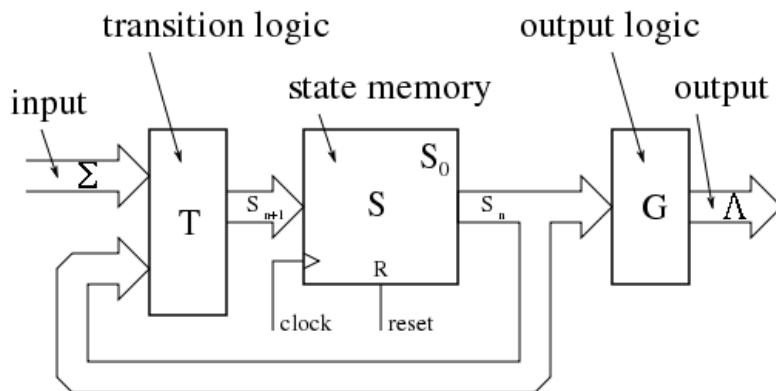 transition logic
output logic
input
state memory
output
Σ
S₀
T
Sₙ₊₁
S
Sₙ
G
Λ
R
clock
reset